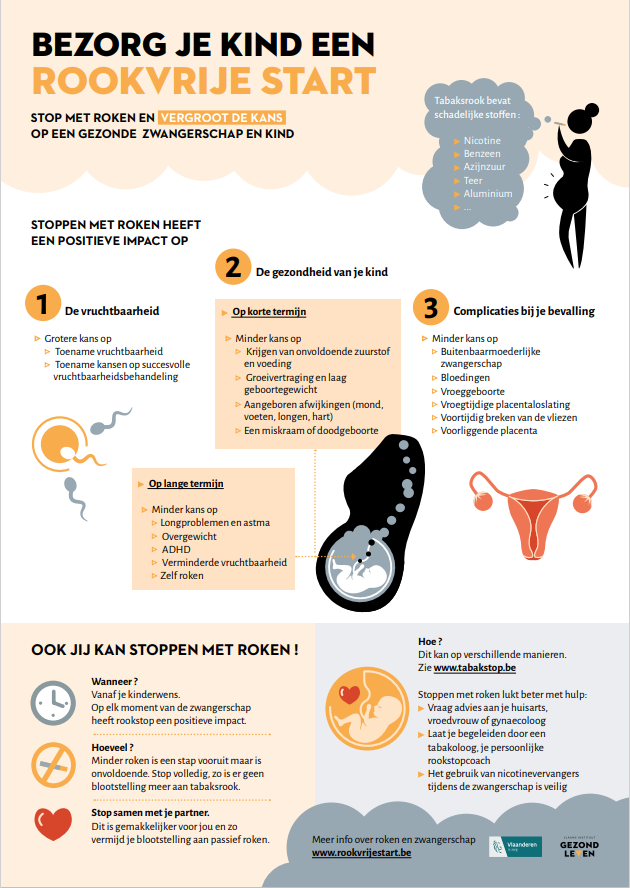 BEZORG JE KIND EEN
ROOKVRIJE START
STOP MET ROKEN EN VERGROOT DE KANS
OP EEN GEZONDE ZWANGERSCHAP EN KIND
Tabaksrook bevat
schadelijke stoffen:
Nicotine
Benzeen
Azijnzuur
Teer
Aluminium
...
STOPPEN MET ROKEN HEEFT
EEN POSITIEVE IMPACT OP
1 De vruchtbaarheid
Grotere kans op
Toename vruchtbaarheid
Toename kansen op succesvolle
vruchtbaarheidsbehandeling
2 De gezondheid van je kind
Op korte termijn
Minder kans op
Krijgen van onvoldoende zuurstof
en voeding
Groeivertraging en laag
geboortegewicht
Aangeboren afwijkingen (mond,
voeten, longen, hart)
Een miskraam of doodgeboorte
Op lange termijn
Minder kans op
Longproblemen en astma
Overgewicht
ADHD
Verminderde vruchtbaarheid
Zelf roken
3 Complicaties bij je bevalling
Minder kans op
Buitenbaarmoederlijke
zwangerschap
Bloedingen
Vroeggeboorte
Vroegtijdige placentaloslating
Voortijdig breken van de vliezen
Voorliggende placenta
OOK JIJ KAN STOPPEN MET ROKEN !
Wanneer ?
Vanaf je kinderwens.
Op elk moment van de zwangerschap
heeft rookstop een positieve impact.
Hoeveel ?
Minder roken is een stap vooruit maar is
onvoldoende. Stop volledig, zo is er geen
blootstelling meer aan tabaksrook.
Stop samen met je partner.
Dit is gemakkelijker voor jou en zo
vermijd je blootstelling aan passief roken.
Hoe ?
Dit kan op verschillende manieren.
Zie www.tabakstop.be
Stoppen met roken lukt beter met hulp:
Vraag advies aan je huisarts,
vroedvrouw of gynaecoloog
Laat je begeleiden door een
tabakoloog, je persoonlijke
rookstopcoach
Het gebruik van nicotinevervangers
tijdens de zwangerschap is veilig
Meer info over roken en zwangerschap
www.rookvrijestart.be
Vlaanderen
GEZOND
LEVEN